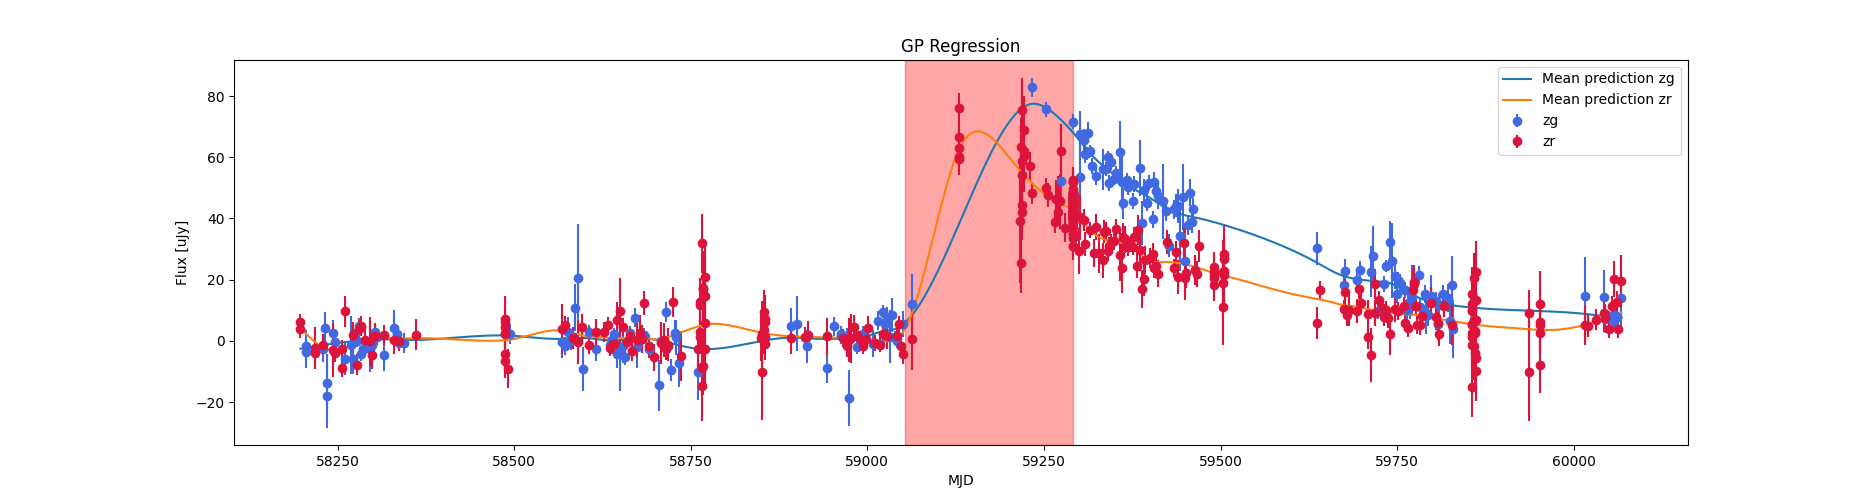 GP Regression
Flux [uJy]
80
60
40
20
0
−20
58250 58500 58750 59000 59250 59500 59750 60000
MJD
Mean prediction zg
Mean prediction zr
zg
zr